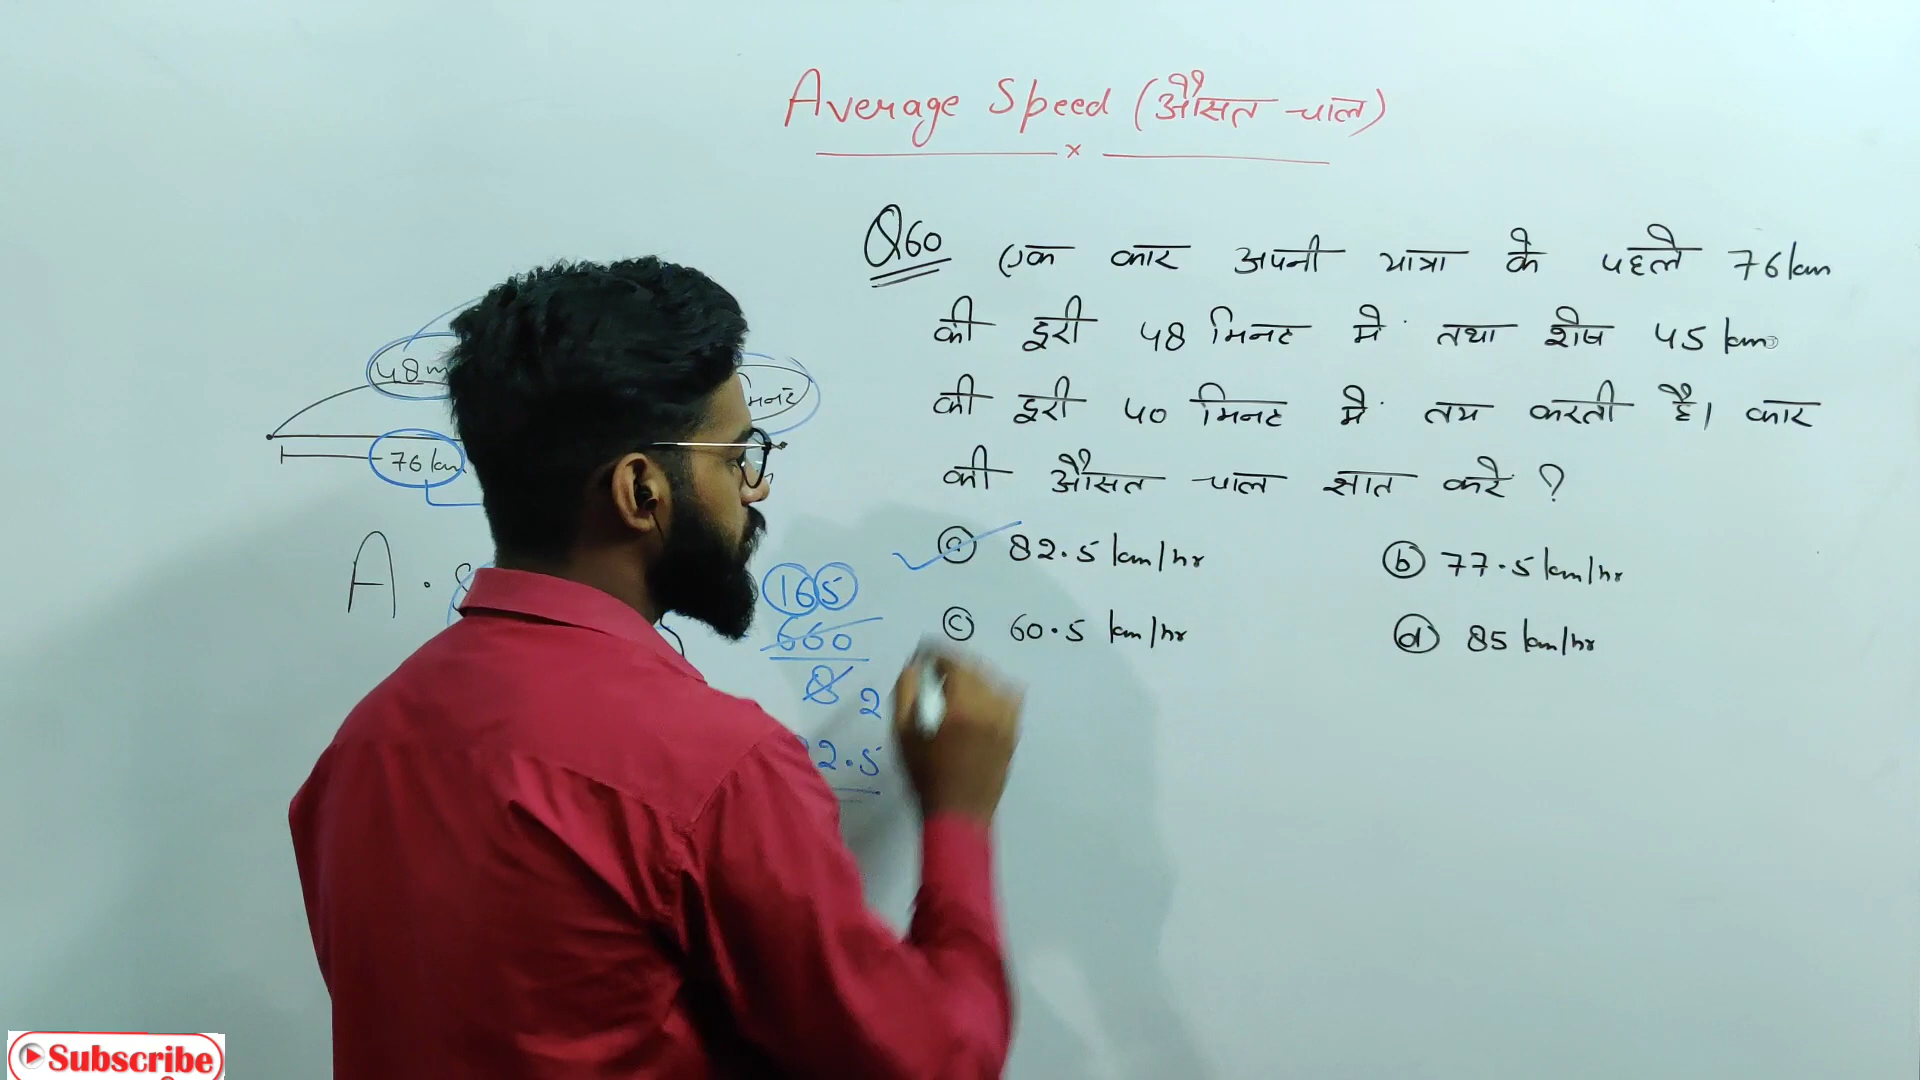 Average Speed (औसत चाल)
x
Q60 एक कार अपनी यात्रा के पहले 76 km
की दूरी 48 मिनट में तथा शेष 45 km
की दूरी 40 मिनट में तय करती है। कार
की औसत चाल ज्ञात करें ?
ⓐ 82.5 km/hr ⓑ 77.5 km/hr
ⓒ 60.5 km/hr ⓓ 85 km/hr
48
76 km
A.
165
660
8 2
2.5
Subscribe